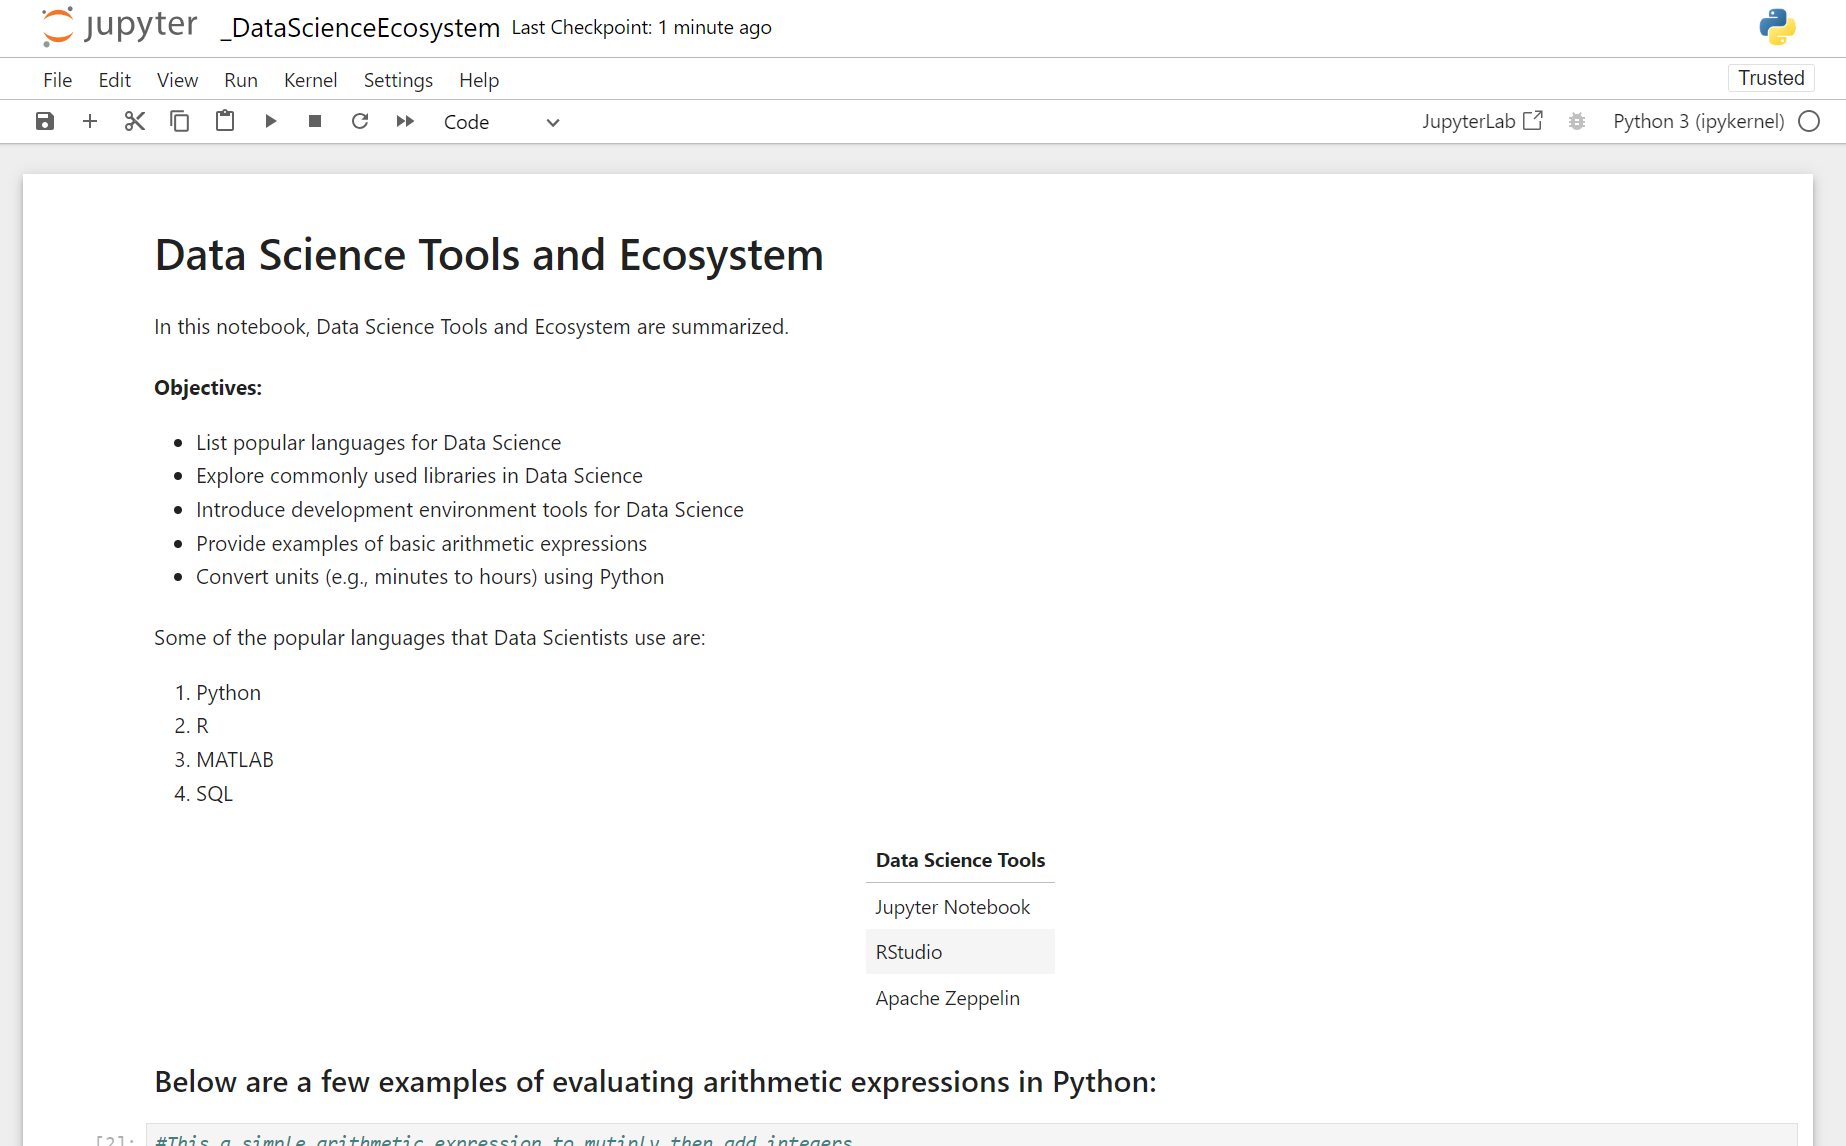 jupyter _DataScienceEcosystem Last Checkpoint: 1 minute ago
File Edit View Run Kernel Settings Help Trusted
Code JupyterLab Python 3 (ipykernel)
Data Science Tools and Ecosystem
In this notebook, Data Science Tools and Ecosystem are summarized.
Objectives:
• List popular languages for Data Science
• Explore commonly used libraries in Data Science
• Introduce development environment tools for Data Science
• Provide examples of basic arithmetic expressions
• Convert units (e.g., minutes to hours) using Python
Some of the popular languages that Data Scientists use are:
1. Python
2. R
3. MATLAB
4. SQL
Data Science Tools
Jupyter Notebook
RStudio
Apache Zeppelin
Below are a few examples of evaluating arithmetic expressions in Python:
[2]: #This a simple arithmetic expression to mutiply then add integers